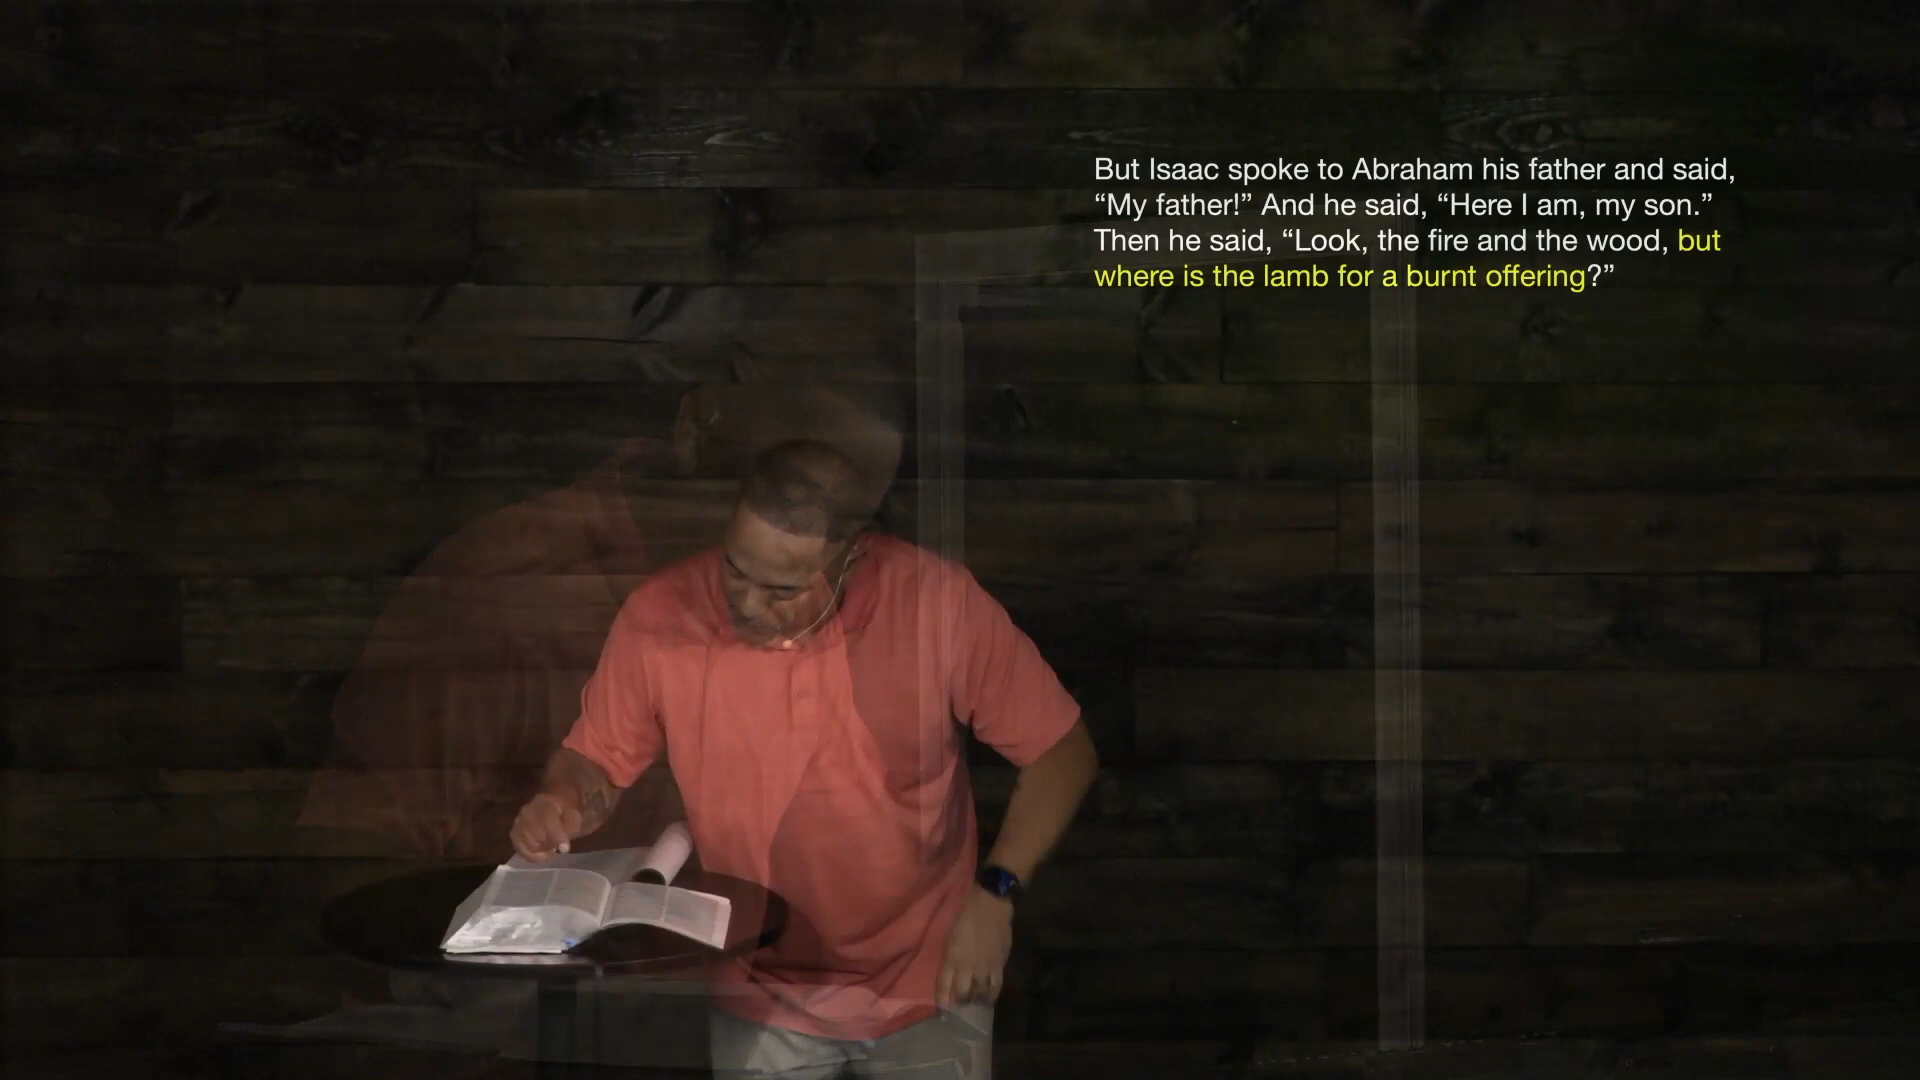 But Isaac spoke to Abraham his father and said,
“My father!” And he said, “Here I am, my son.”
Then he said, “Look, the fire and the wood, but
where is the lamb for a burnt offering?”